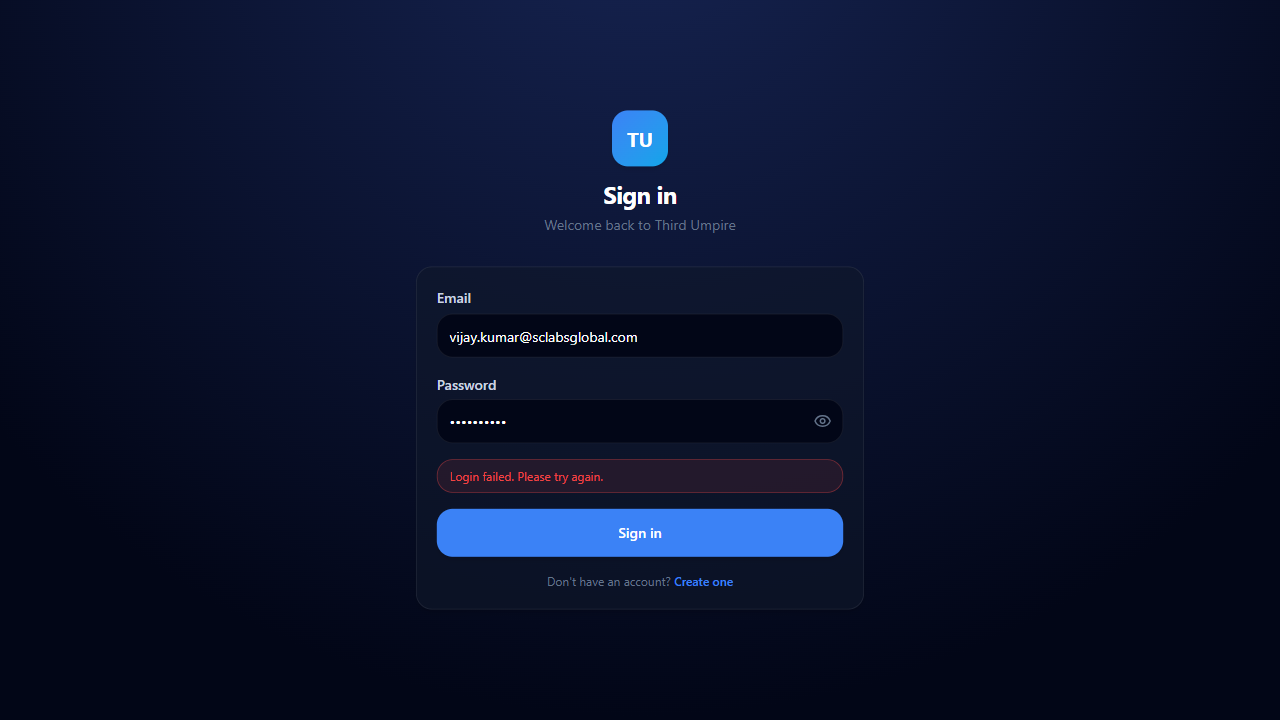 TU
Sign in
Welcome back to Third Umpire
Email
vijay.kumar@sclabsglobal.com
Password
••••••••••
Login failed. Please try again.
Sign in
Don't have an account? Create one